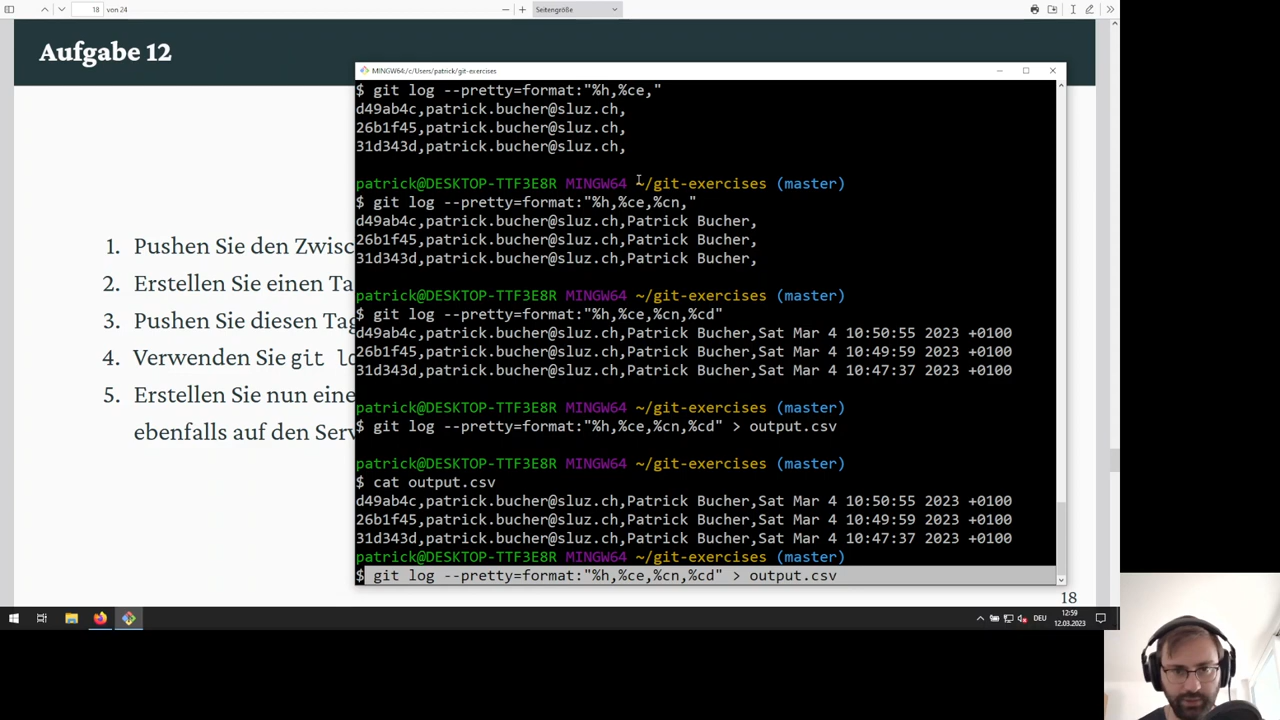 18 von 24
Seitengröße
Aufgabe 12
1. Pushen Sie den Zwisc
2. Erstellen Sie einen Ta
3. Pushen Sie diesen Tag
4. Verwenden Sie git lo
5. Erstellen Sie nun eine
ebenfalls auf den Serv
MINGW64:/c/Users/patrick/git-exercises
$ git log --pretty=format:"%h,%ce,"
d49ab4c,patrick.bucher@sluz.ch,
26b1f45,patrick.bucher@sluz.ch,
31d343d,patrick.bucher@sluz.ch,
patrick@DESKTOP-TTF3E8R MINGW64 ~/git-exercises (master)
$ git log --pretty=format:"%h,%ce,%cn,"
d49ab4c,patrick.bucher@sluz.ch,Patrick Bucher,
26b1f45,patrick.bucher@sluz.ch,Patrick Bucher,
31d343d,patrick.bucher@sluz.ch,Patrick Bucher,
patrick@DESKTOP-TTF3E8R MINGW64 ~/git-exercises (master)
$ git log --pretty=format:"%h,%ce,%cn,%cd"
d49ab4c,patrick.bucher@sluz.ch,Patrick Bucher,Sat Mar 4 10:50:55 2023 +0100
26b1f45,patrick.bucher@sluz.ch,Patrick Bucher,Sat Mar 4 10:49:59 2023 +0100
31d343d,patrick.bucher@sluz.ch,Patrick Bucher,Sat Mar 4 10:47:37 2023 +0100
patrick@DESKTOP-TTF3E8R MINGW64 ~/git-exercises (master)
$ git log --pretty=format:"%h,%ce,%cn,%cd" > output.csv
patrick@DESKTOP-TTF3E8R MINGW64 ~/git-exercises (master)
$ cat output.csv
d49ab4c,patrick.bucher@sluz.ch,Patrick Bucher,Sat Mar 4 10:50:55 2023 +0100
26b1f45,patrick.bucher@sluz.ch,Patrick Bucher,Sat Mar 4 10:49:59 2023 +0100
31d343d,patrick.bucher@sluz.ch,Patrick Bucher,Sat Mar 4 10:47:37 2023 +0100
patrick@DESKTOP-TTF3E8R MINGW64 ~/git-exercises (master)
$ git log --pretty=format:"%h,%ce,%cn,%cd" > output.csv
18
DEU
12:59
12.03.2023